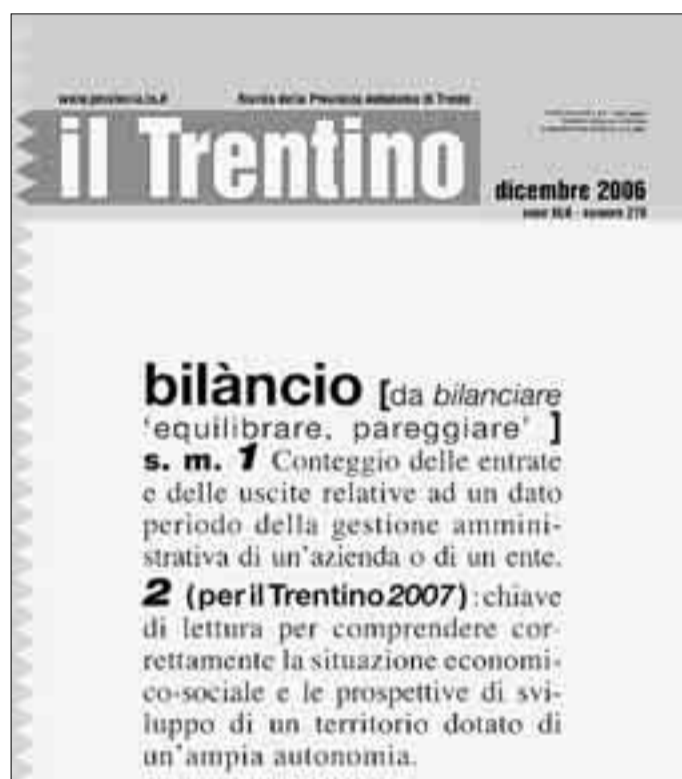 www.provincia.tn.it
Rivista della Provincia Autonoma di Trento
il Trentino
dicembre 2006
bilàncio [da bilanciare
‘equilibrare, pareggiare’ ]
s. m. 1 Conteggio delle entrate
e delle uscite relative ad un dato
periodo della gestione ammini-
strativa di un'azienda o di un ente.
2 (per il Trentino 2007) : chiave
di lettura per comprendere cor-
rettamente la situazione economi-
co-sociale e le prospettive di svi-
luppo di un territorio dotato di
un'ampia autonomia.